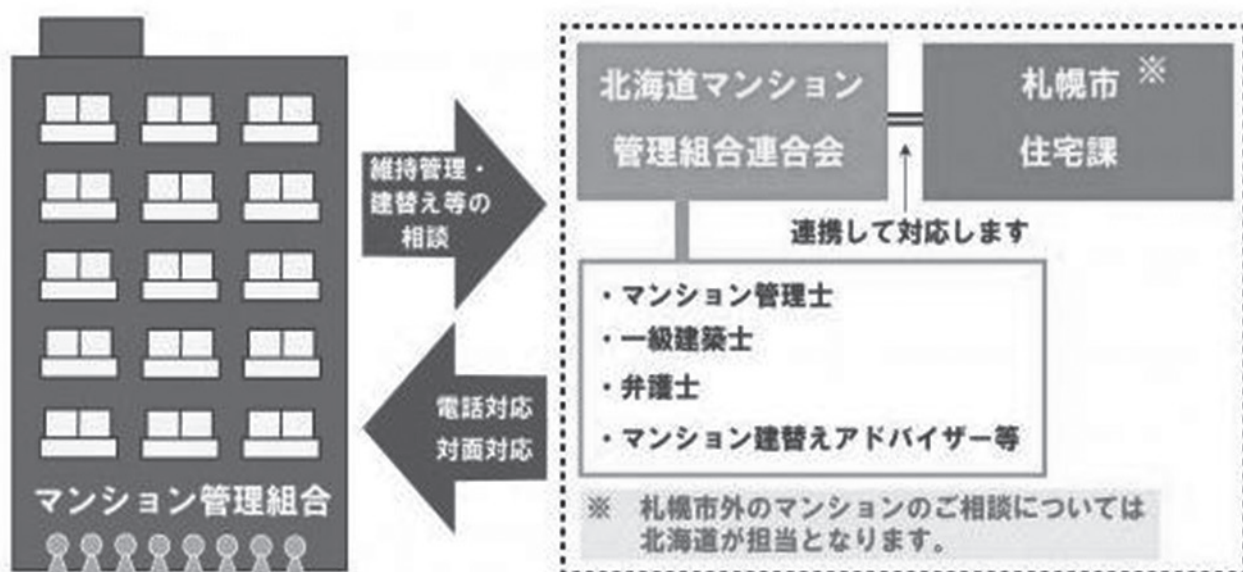 マンション管理組合
維持管理・
建替え等の
相談
電話対応
対面対応
北海道マンション
管理組合連合会
札幌市 ※
住宅課
連携して対応します
・マンション管理士
・一級建築士
・弁護士
・マンション建替えアドバイザー等
※ 札幌市外のマンションのご相談については
北海道が担当となります。